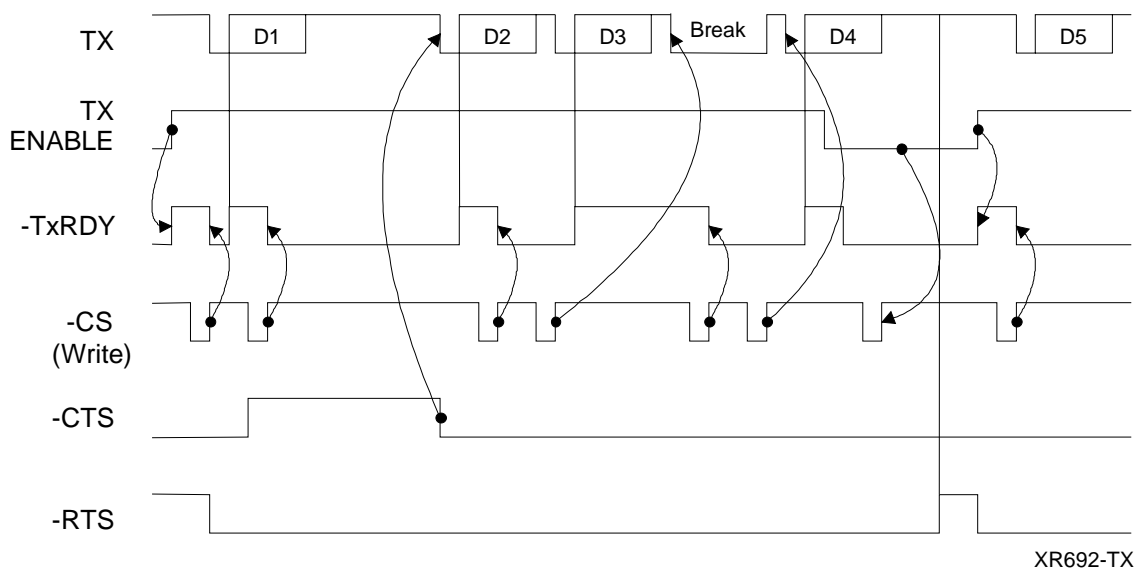 TX
D1
D2
D3
Break
D4
D5
TX
ENABLE
-TxRDY
-CS
(Write)
-CTS
-RTS
XR692-TX